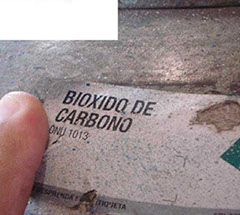 BIOXIDO DE
CARBONO
ONU 1013